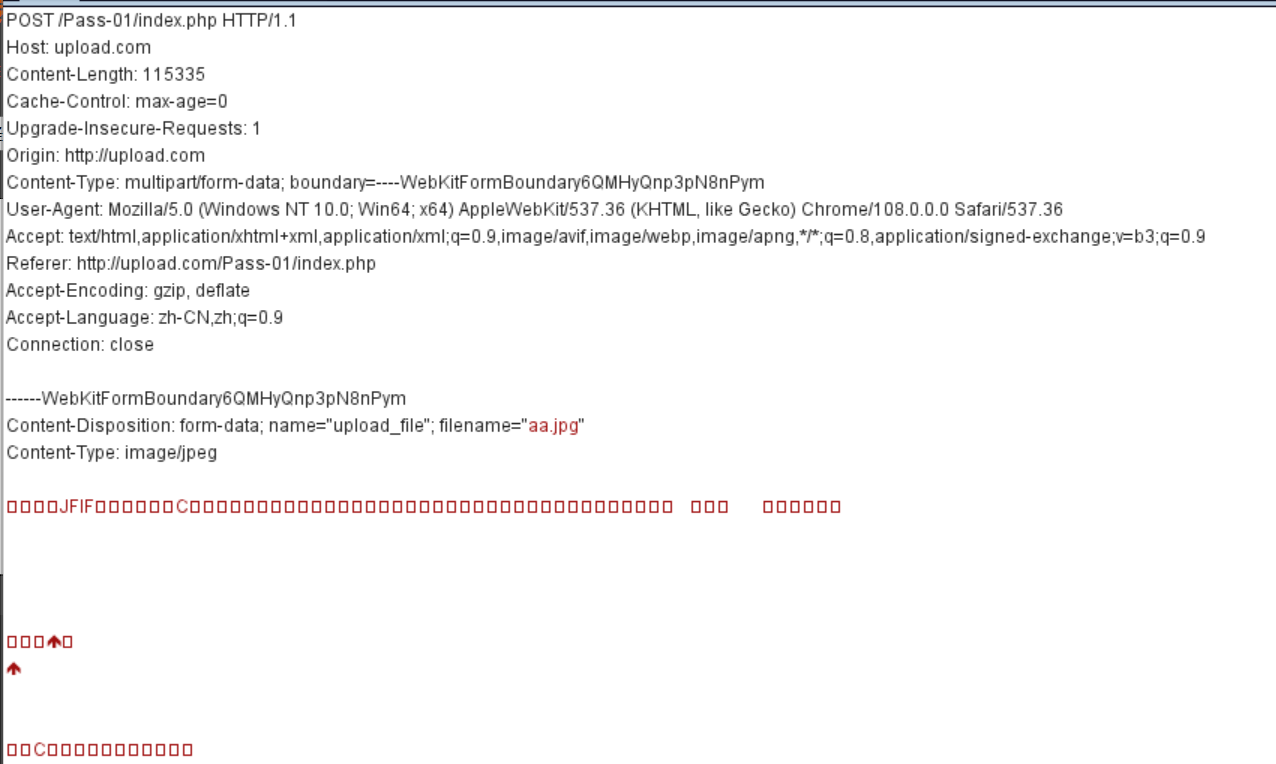 POST /Pass-01/index.php HTTP/1.1
Host: upload.com
Content-Length: 115335
Cache-Control: max-age=0
Upgrade-Insecure-Requests: 1
Origin: http://upload.com
Content-Type: multipart/form-data; boundary=----WebKitFormBoundary6QMHyQnp3pN8nPym
User-Agent: Mozilla/5.0 (Windows NT 10.0; Win64; x64) AppleWebKit/537.36 (KHTML, like Gecko) Chrome/108.0.0.0 Safari/537.36
Accept: text/html,application/xhtml+xml,application/xml;q=0.9,image/avif,image/webp,image/apng,*/*;q=0.8,application/signed-exchange;v=b3;q=0.9
Referer: http://upload.com/Pass-01/index.php
Accept-Encoding: gzip, deflate
Accept-Language: zh-CN,zh;q=0.9
Connection: close
------WebKitFormBoundary6QMHyQnp3pN8nPym
Content-Disposition: form-data; name="upload_file"; filename="aa.jpg"
Content-Type: image/jpeg
JFIF C
C